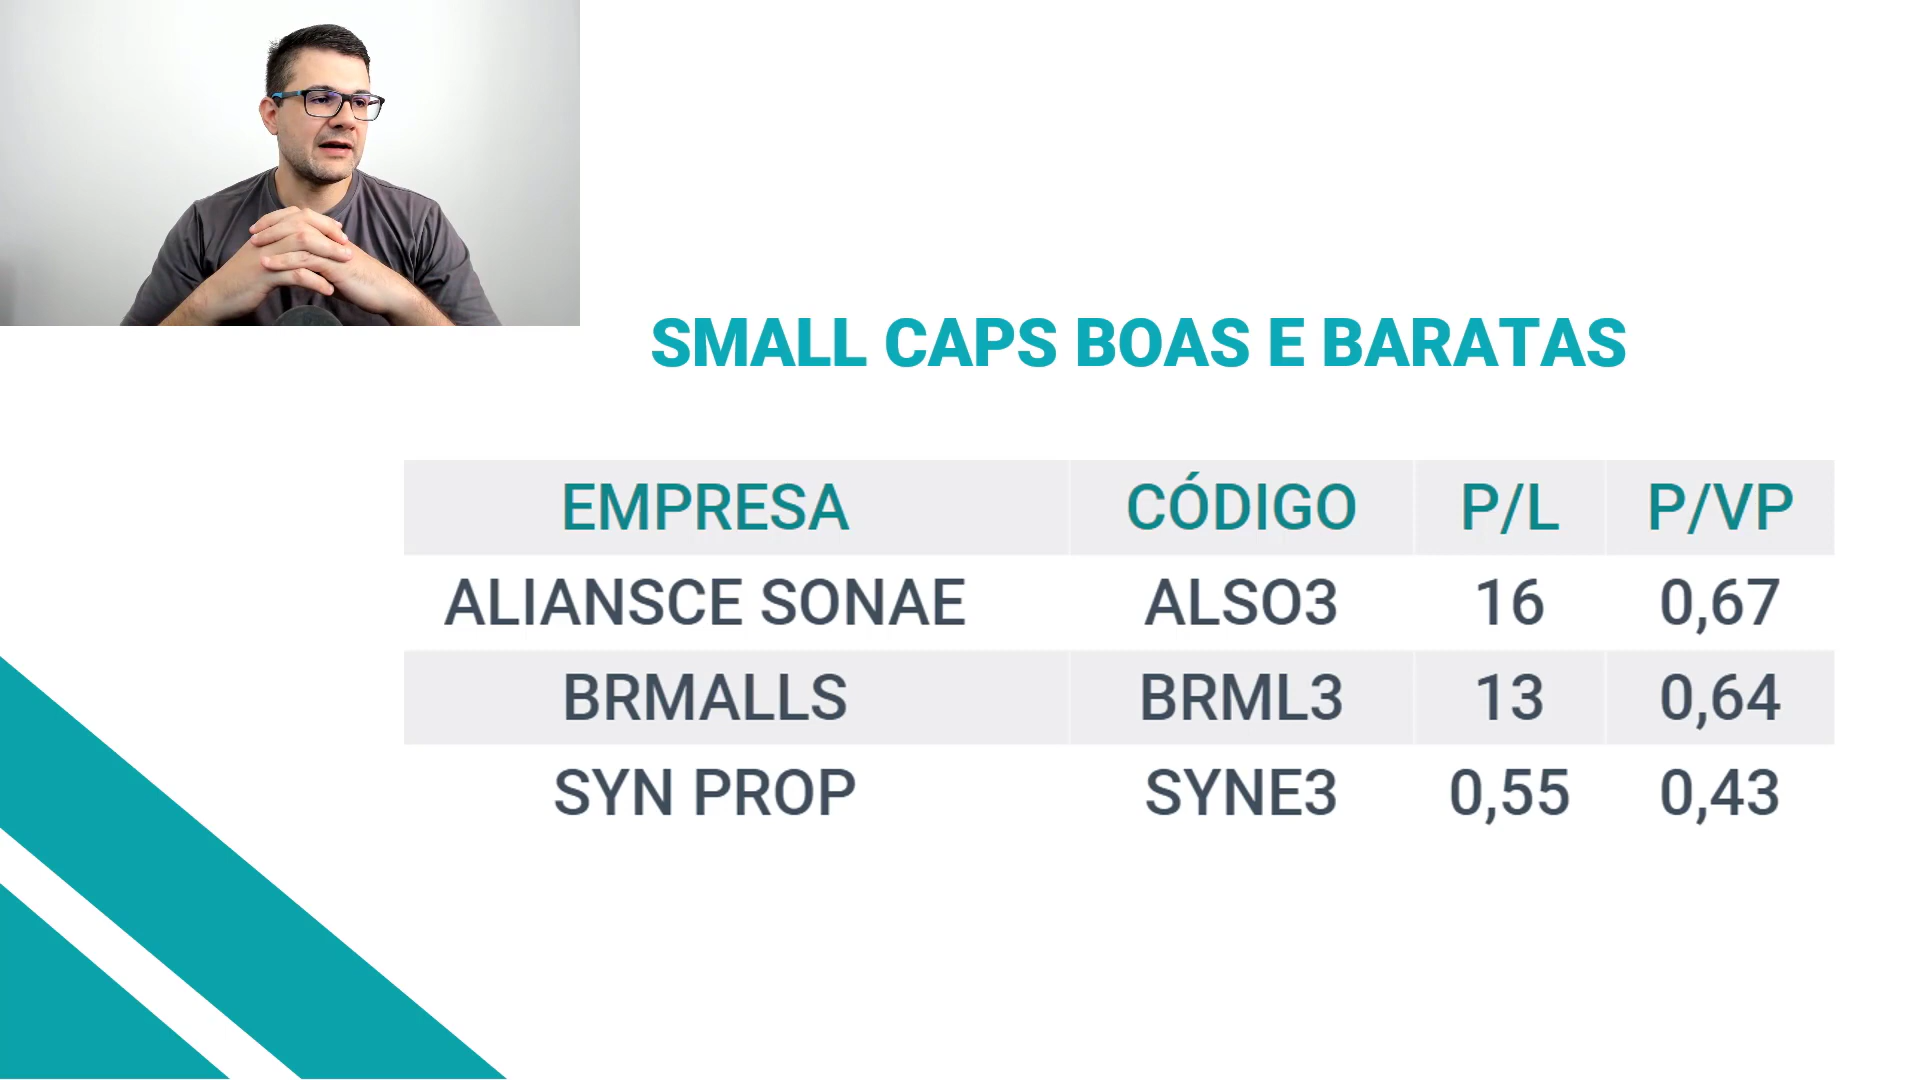 SMALL CAPS BOAS E BARATAS
EMPRESA CÓDIGO P/L P/VP
ALIANSCE SONAE ALSO3 16 0,67
BRMALLS BRML3 13 0,64
SYN PROP SYNE3 0,55 0,43